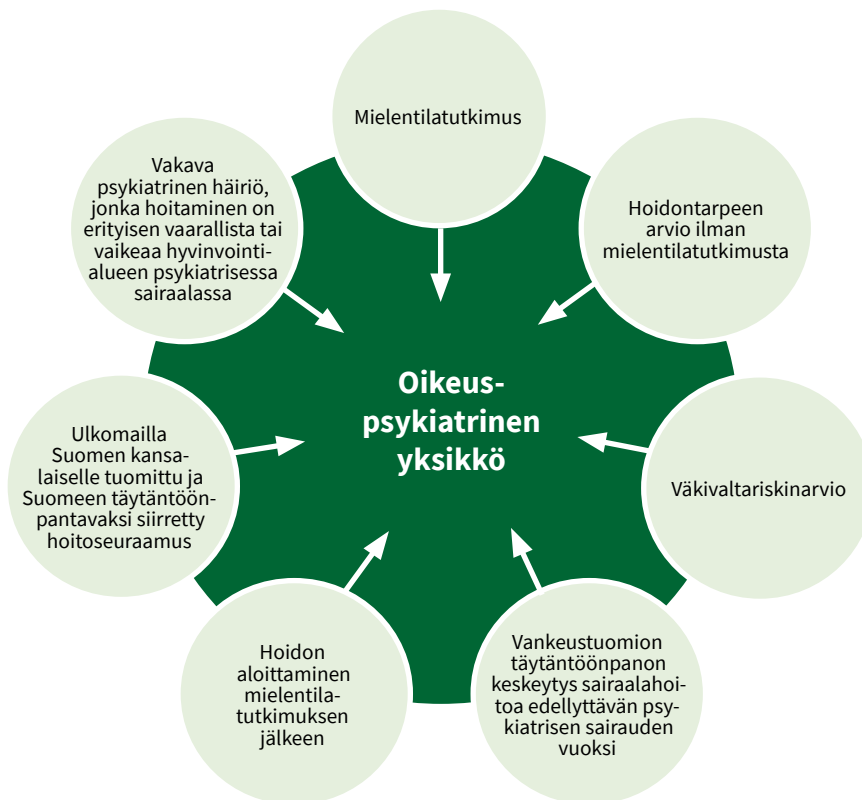 Mielentilatutkimus
Hoidontarpeen
arvio ilman
mielentilatutkimusta
Väkivaltariskinarvio
Vankeustuomion
täytäntöönpanon
keskeytys sairaalahoi-
toa edellyttävän psy-
kiatrisen sairauden
vuoksi
Hoidon
aloittaminen
mielentila-
tutkimuksen
jälkeen
Ulkomailla
Suomen kansa-
laiselle tuomittu ja
Suomeen täytäntöön-
pantavaksi siirretty
hoitoseuraamus
Vakava
psykiatrinen häiriö,
jonka hoitaminen on
erityisen vaarallista tai
vaikeaa hyvinvointi-
alueen psykiatrisessa
sairaalassa
Oikeus-
psykiatrinen
yksikkö